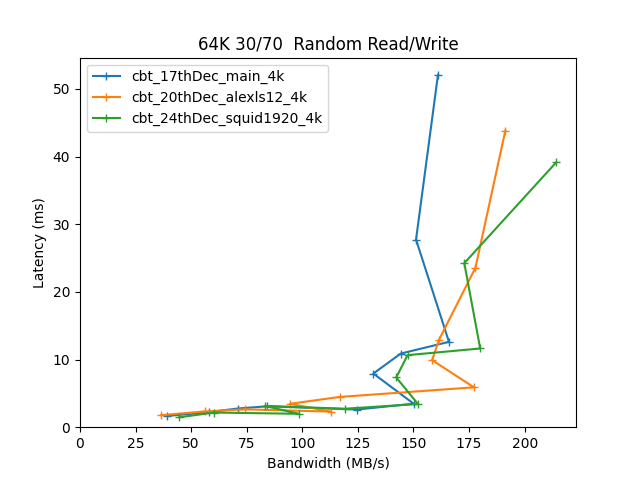 64K 30/70  Random Read/Write
cbt_17thDec_main_4k
cbt_20thDec_alexls12_4k
cbt_24thDec_squid1920_4k
50
40
30
20
10
0
Latency (ms)
0 25 50 75 100 125 150 175 200
Bandwidth (MB/s)